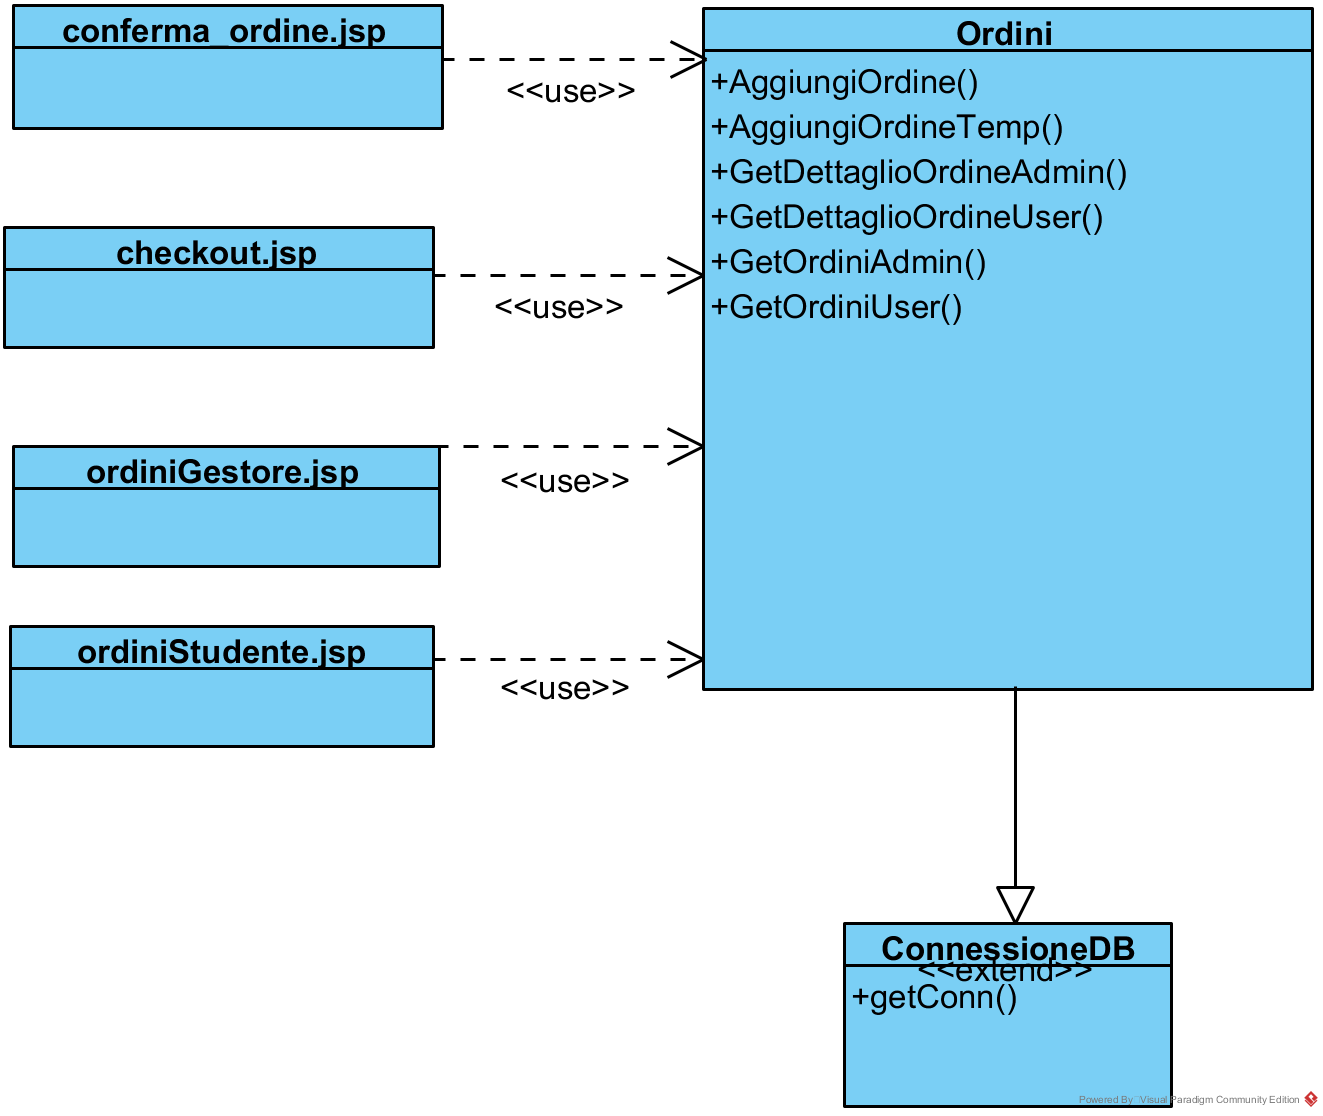 conferma_ordine.jsp
<<use>>
Ordini
+AggiungiOrdine()
+AggiungiOrdineTemp()
+GetDettaglioOrdineAdmin()
+GetDettaglioOrdineUser()
+GetOrdiniAdmin()
+GetOrdiniUser()
checkout.jsp
<<use>>
ordiniGestore.jsp
<<use>>
ordiniStudente.jsp
<<use>>
ConnessioneDB
<<extend>>
+getConn()
Powered By Visual Paradigm Community Edition